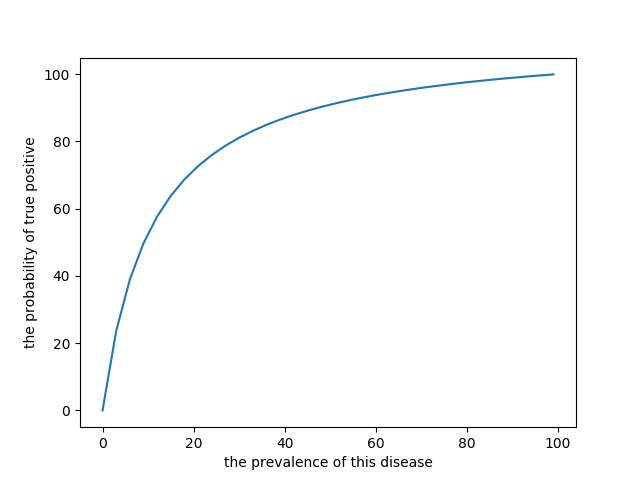 100
80
60
40
20
0
the probability of true positive
0 20 40 60 80 100
the prevalence of this disease